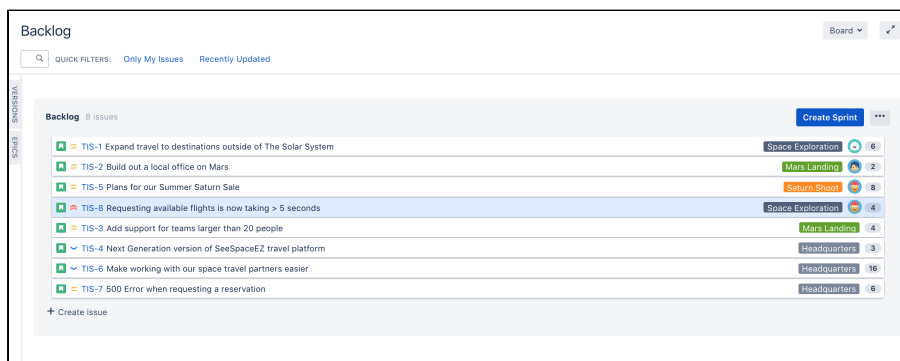 Backlog
Board
QUICK FILTERS: Only My Issues Recently Updated
VERSIONS
EPICS
Backlog 8 issues
Create Sprint
TIS-1 Expand travel to destinations outside of The Solar System Space Exploration 6
TIS-2 Build out a local office on Mars Mars Landing 2
TIS-5 Plans for our Summer Saturn Sale Saturn Shoot 8
TIS-8 Requesting available flights is now taking > 5 seconds Space Exploration 4
TIS-3 Add support for teams larger than 20 people Mars Landing 4
TIS-4 Next Generation version of SeeSpaceEZ travel platform Headquarters 3
TIS-6 Make working with our space travel partners easier Headquarters 16
TIS-7 500 Error when requesting a reservation Headquarters 6
+ Create issue